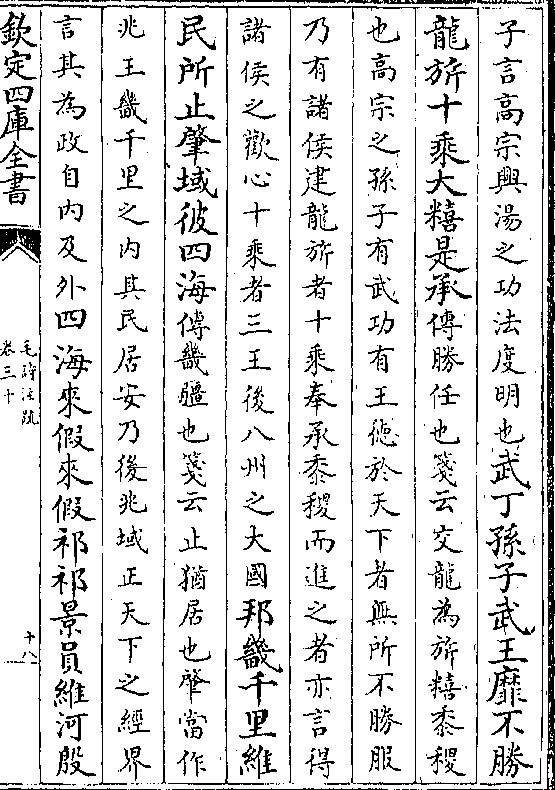 子言高宗興湯之功法度明也武丁孫子武王靡不勝
龍旂十乘大糦是承傳勝任也箋云交龍為旂糦黍稷
也高宗之孫子有武功有王德於天下者無所不勝服
乃有諸侯建龍旂者十乘奉承黍稷而進之者亦言得
諸侯之歡心十乘者三王後八州之大國邦畿千里維
民所止肇域彼四海傳畿疆也箋云止猶居也肇當作
兆王畿千里之內其民居安乃後兆域正天下之經界
言其為政自內及外四海來假來假祁祁景員維河殷
欽定四庫全書
毛詩注疏
卷三十
十八